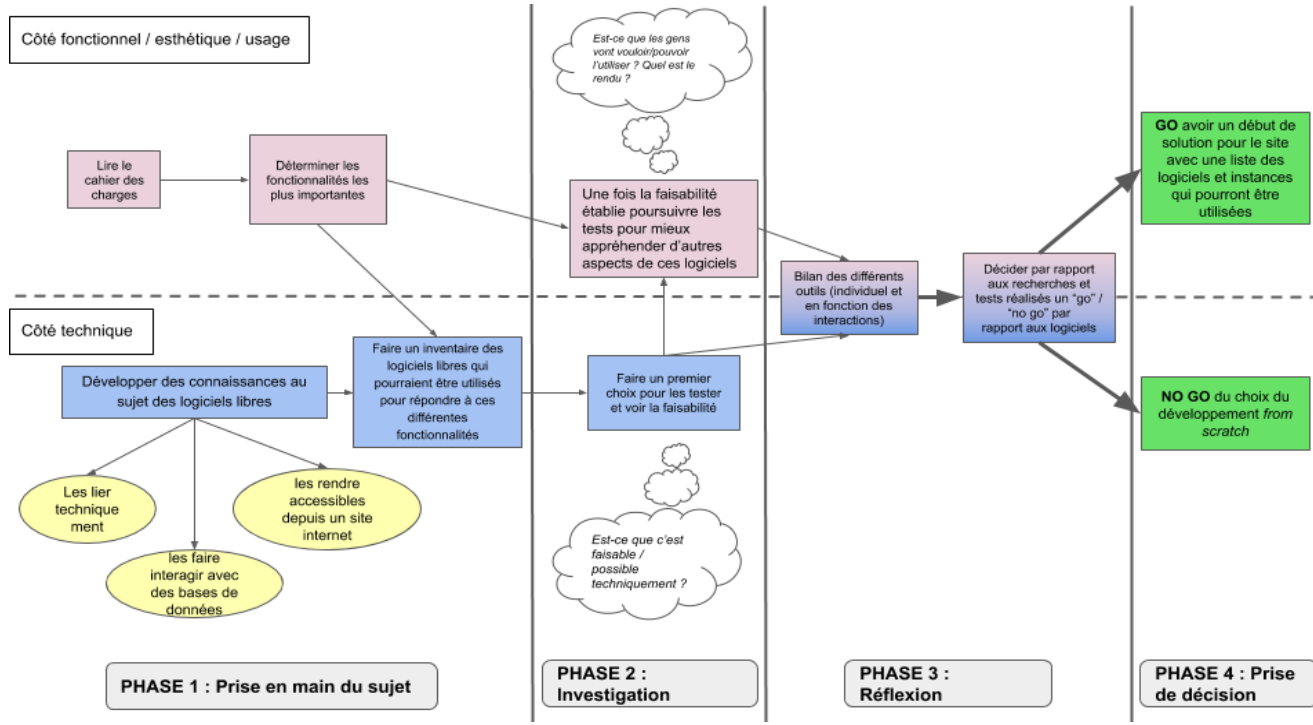 Côté fonctionnel / esthétique / usage
Est-ce que les gens
vont vouloir/pouvoir
l'utiliser ? Quel est le
rendu ?
Lire le
cahier des
charges
Déterminer les
fonctionnalités les
plus importantes
Une fois la faisabilité
établie poursuivre les
tests pour mieux
appréhender d'autres
aspects de ces logiciels
GO avoir un début de
solution pour le site
avec une liste des
logiciels et instances
qui pourront être
utilisées
Bilan des différents
outils (individuel et
en fonction des
interactions)
Décider par rapport
aux recherches et
tests réalisés un "go" /
"no go" par
rapport aux logiciels
Côté technique
Développer des connaissances au
sujet des logiciels libres
Faire un inventaire des
logiciels libres qui
pourraient être utilisés
pour répondre à ces
différentes
fonctionnalités
Faire un premier
choix pour les tester
et voir la faisabilité
NO GO du choix du
développement from
scratch
Les lier
technique
ment
les faire
interagir avec
des bases de
données
les rendre
accessibles
depuis un site
internet
Est-ce que c'est
faisable /
possible
techniquement ?
PHASE 1 : Prise en main du sujet
PHASE 2 :
Investigation
PHASE 3 :
Réflexion
PHASE 4 : Prise
de décision